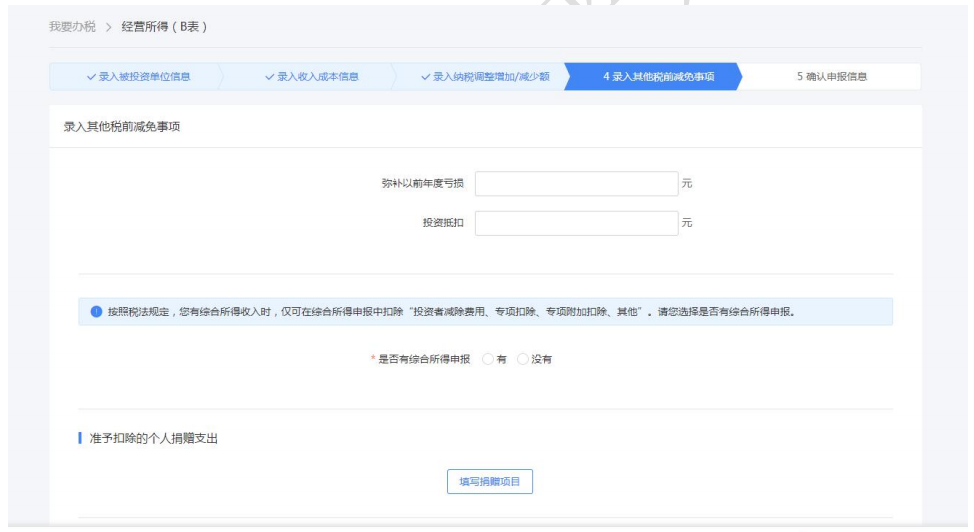 我要办税 > 经营所得（B表）
✓ 录入被投资单位信息 ✓ 录入收入成本信息 ✓ 录入纳税调整增加/减少额 4 录入其他税前减免事项 5 确认申报信息
录入其他税前减免事项
弥补以前年度亏损 元
投资抵扣 元
按照税法规定，您有综合所得收入时，仅可在综合所得申报中扣除“投资者减除费用、专项扣除、专项附加扣除、其他”。请您选择是否有综合所得申报。
* 是否有综合所得申报 有 没有
准予扣除的个人捐赠支出
填写捐赠项目